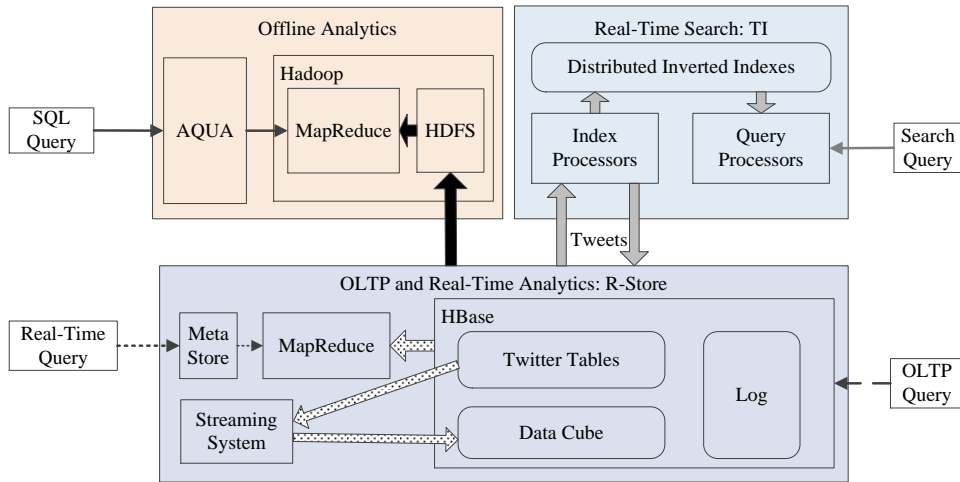 Offline Analytics
Hadoop
SQL
Query
AQUA
MapReduce
HDFS
Real-Time Search: TI
Distributed Inverted Indexes
Index
Processors
Query
Processors
Search
Query
Tweets
OLTP and Real-Time Analytics: R-Store
HBase
Real-Time
Query
Meta
Store
MapReduce
Twitter Tables
Streaming
System
Data Cube
Log
OLTP
Query